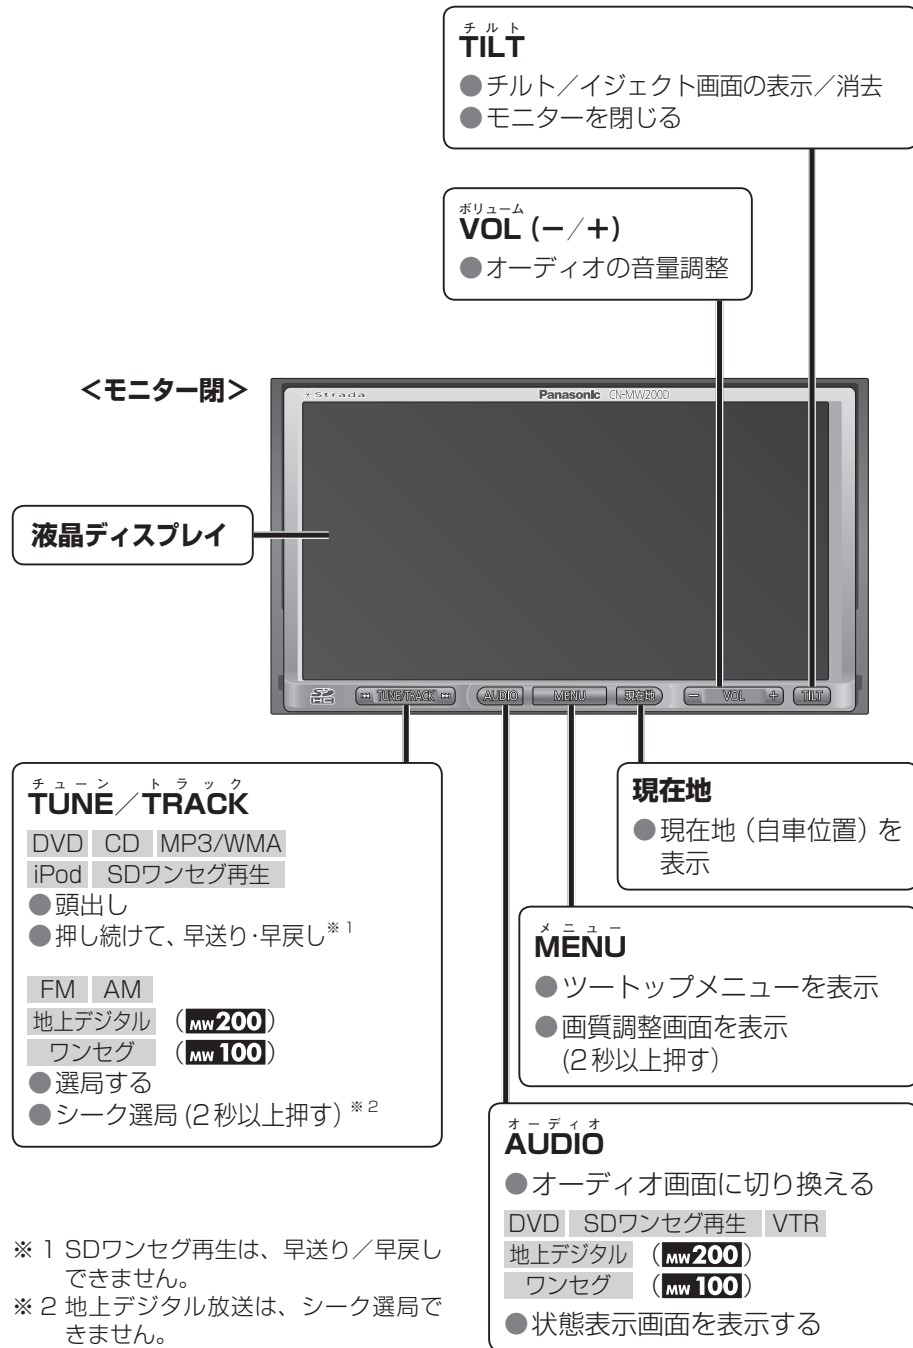 チルト
TILT
●チルト／イジェクト画面の表示／消去
●モニターを閉じる
ボリューム
VOL (－/＋)
●オーディオの音量調整
＜モニター閉＞
Strada
Panasonic CN-MW200D
液晶ディスプレイ
SD HC
⏮ TUNE/TRACK ⏭ AUDIO MENU 現在地 － VOL ＋ TILT
チューン トラック
TUNE／TRACK
DVD CD MP3/WMA
iPod SDワンセグ再生
●頭出し
●押し続けて、早送り・早戻し※1
FM AM
地上デジタル （MW200）
ワンセグ （MW100）
●選局する
●シーク選局 (2秒以上押す) ※2
※1 SDワンセグ再生は、早送り／早戻し
できません。
※2 地上デジタル放送は、シーク選局で
きません。
現在地
●現在地（自車位置）を
表示
メニュー
MENU
●ツートップメニューを表示
●画質調整画面を表示
(2秒以上押す)
オーディオ
AUDIO
●オーディオ画面に切り換える
DVD SDワンセグ再生 VTR
地上デジタル （MW200）
ワンセグ （MW100）
●状態表示画面を表示する